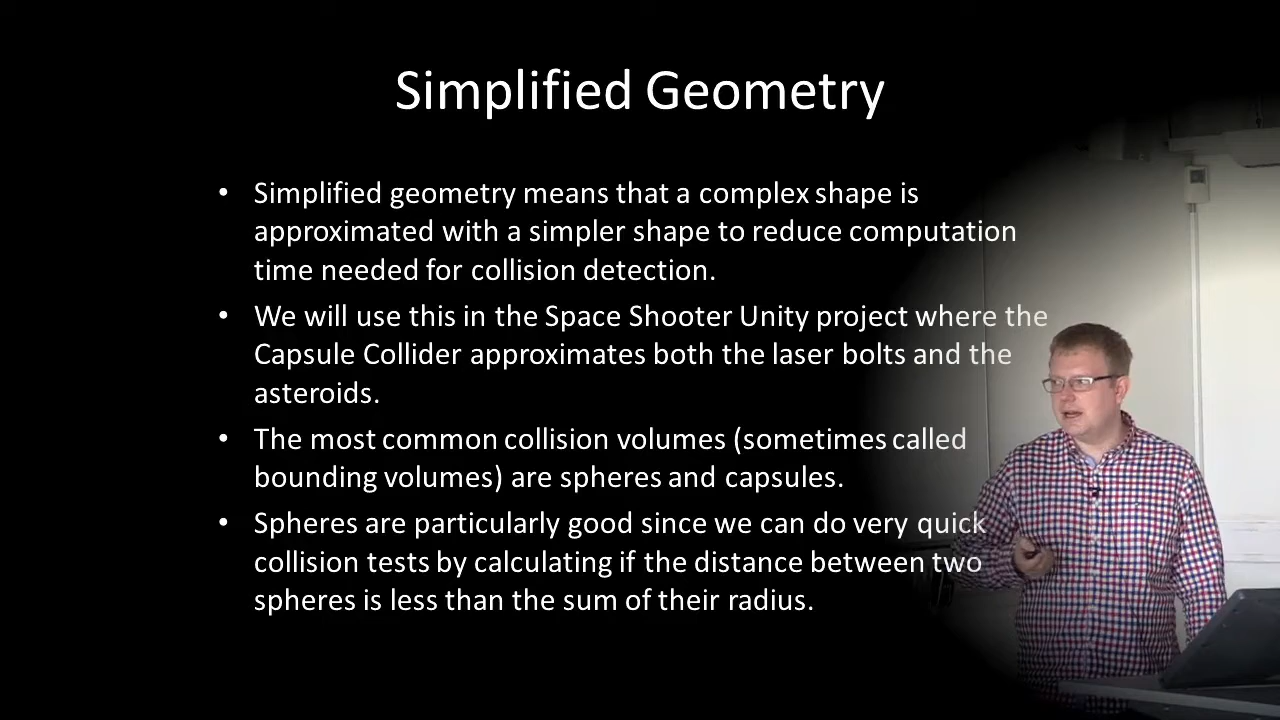 Simplified Geometry
• Simplified geometry means that a complex shape is
approximated with a simpler shape to reduce computation
time needed for collision detection.
• We will use this in the Space Shooter Unity project where the
Capsule Collider approximates both the laser bolts and the
asteroids.
• The most common collision volumes (sometimes called
bounding volumes) are spheres and capsules.
• Spheres are particularly good since we can do very quick
collision tests by calculating if the distance between two
spheres is less than the sum of their radius.